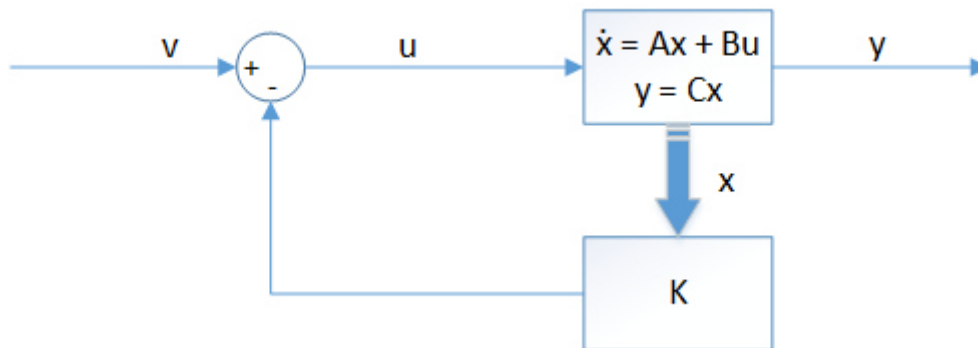 v
+
-
u
ẋ = Ax + Bu
y = Cx
y
x
K